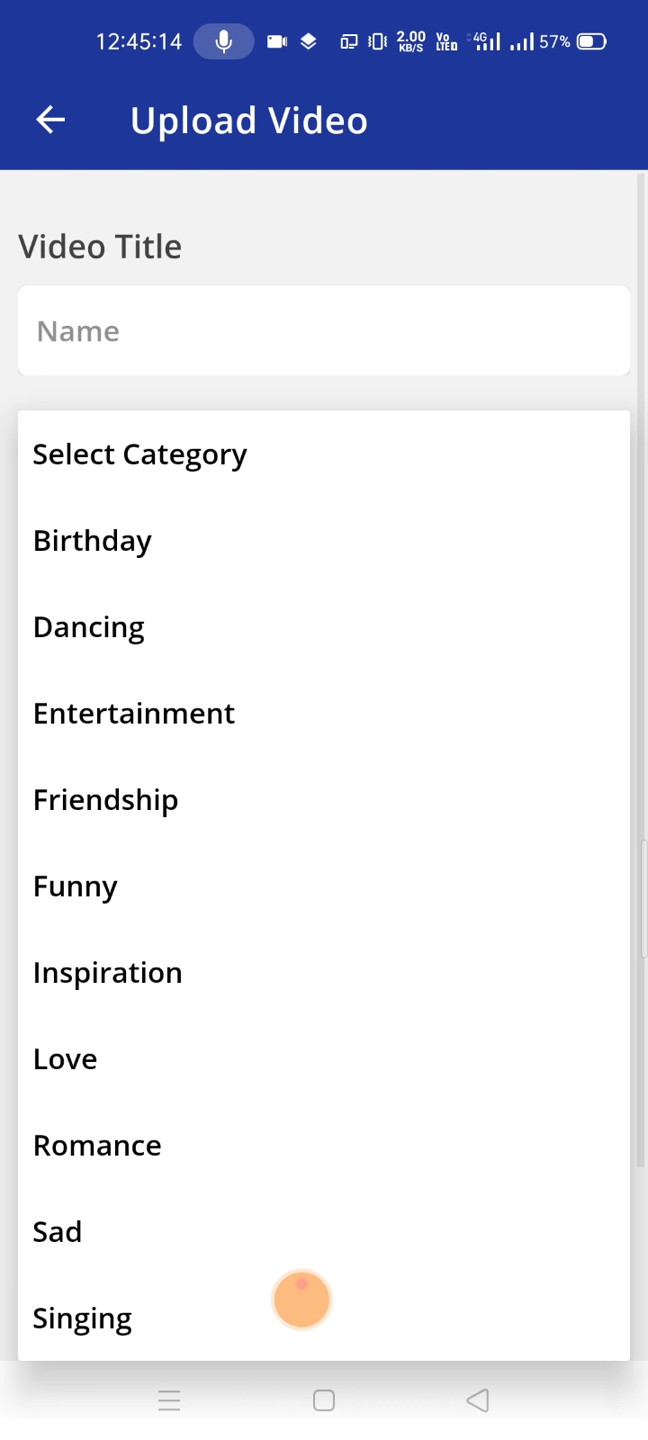 12:45:14 2.00 KB/S Vo LTE 4G 57%
Upload Video
Video Title
Name
Select Category
Birthday
Dancing
Entertainment
Friendship
Funny
Inspiration
Love
Romance
Sad
Singing